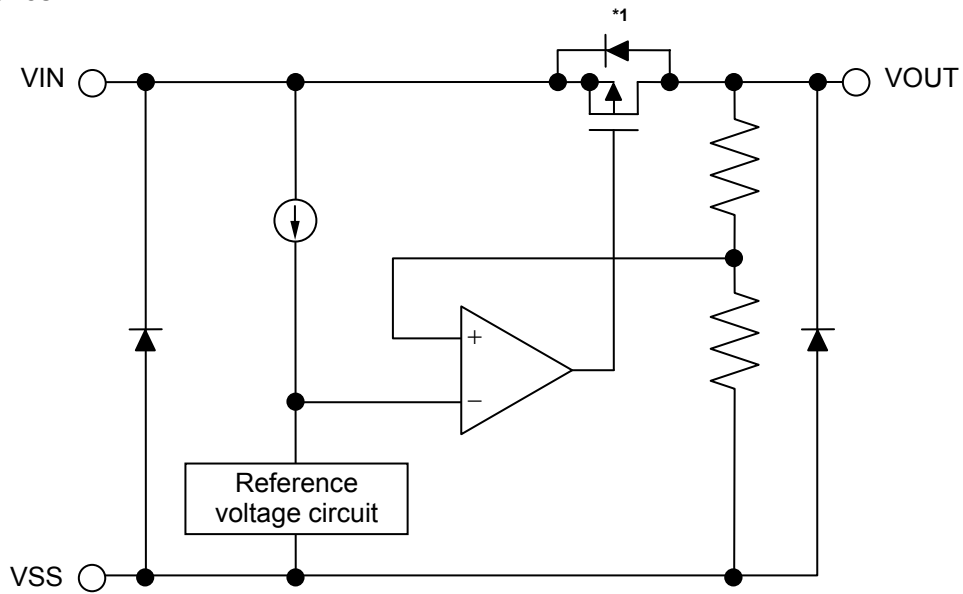 *1
VIN
VOUT
+
−
Reference
voltage circuit
VSS